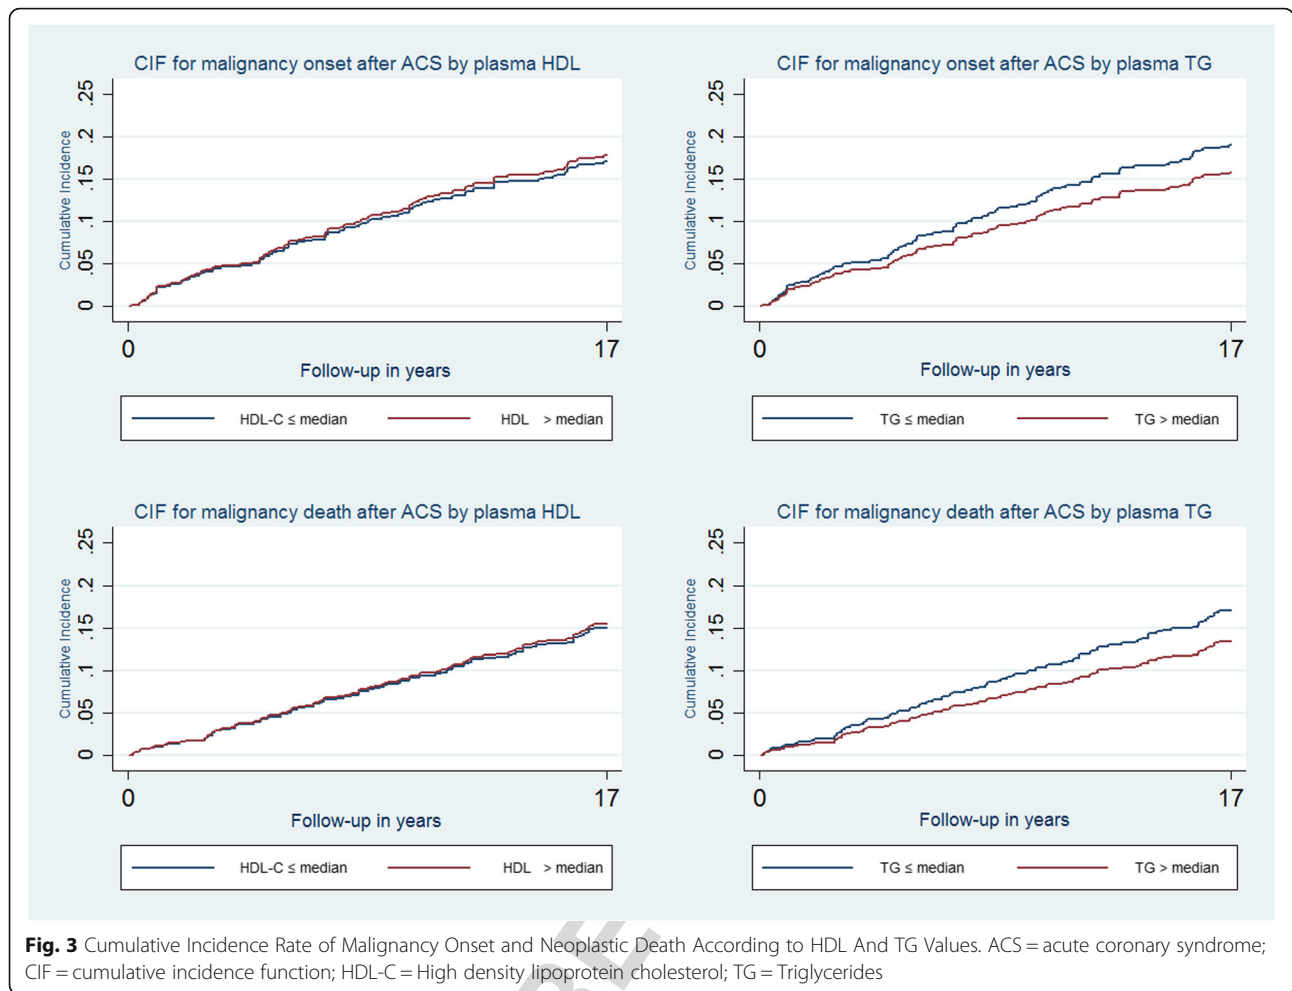 CIF for malignancy onset after ACS by plasma HDL
Cumulative Incidence
.25
.2
.15
.1
.05
0
0
17
Follow-up in years
HDL-C ≤ median
HDL > median
CIF for malignancy onset after ACS by plasma TG
Cumulative Incidence
.25
.2
.15
.1
.05
0
0
17
Follow-up in years
TG ≤ median
TG > median
CIF for malignancy death after ACS by plasma HDL
Cumulative Incidence
.25
.2
.15
.1
.05
0
0
17
Follow-up in years
HDL-C ≤ median
HDL > median
CIF for malignancy death after ACS by plasma TG
Cumulative Incidence
.25
.2
.15
.1
.05
0
0
17
Follow-up in years
TG ≤ median
TG > median
Fig. 3 Cumulative Incidence Rate of Malignancy Onset and Neoplastic Death According to HDL And TG Values. ACS = acute coronary syndrome;
CIF = cumulative incidence function; HDL-C = High density lipoprotein cholesterol; TG = Triglycerides